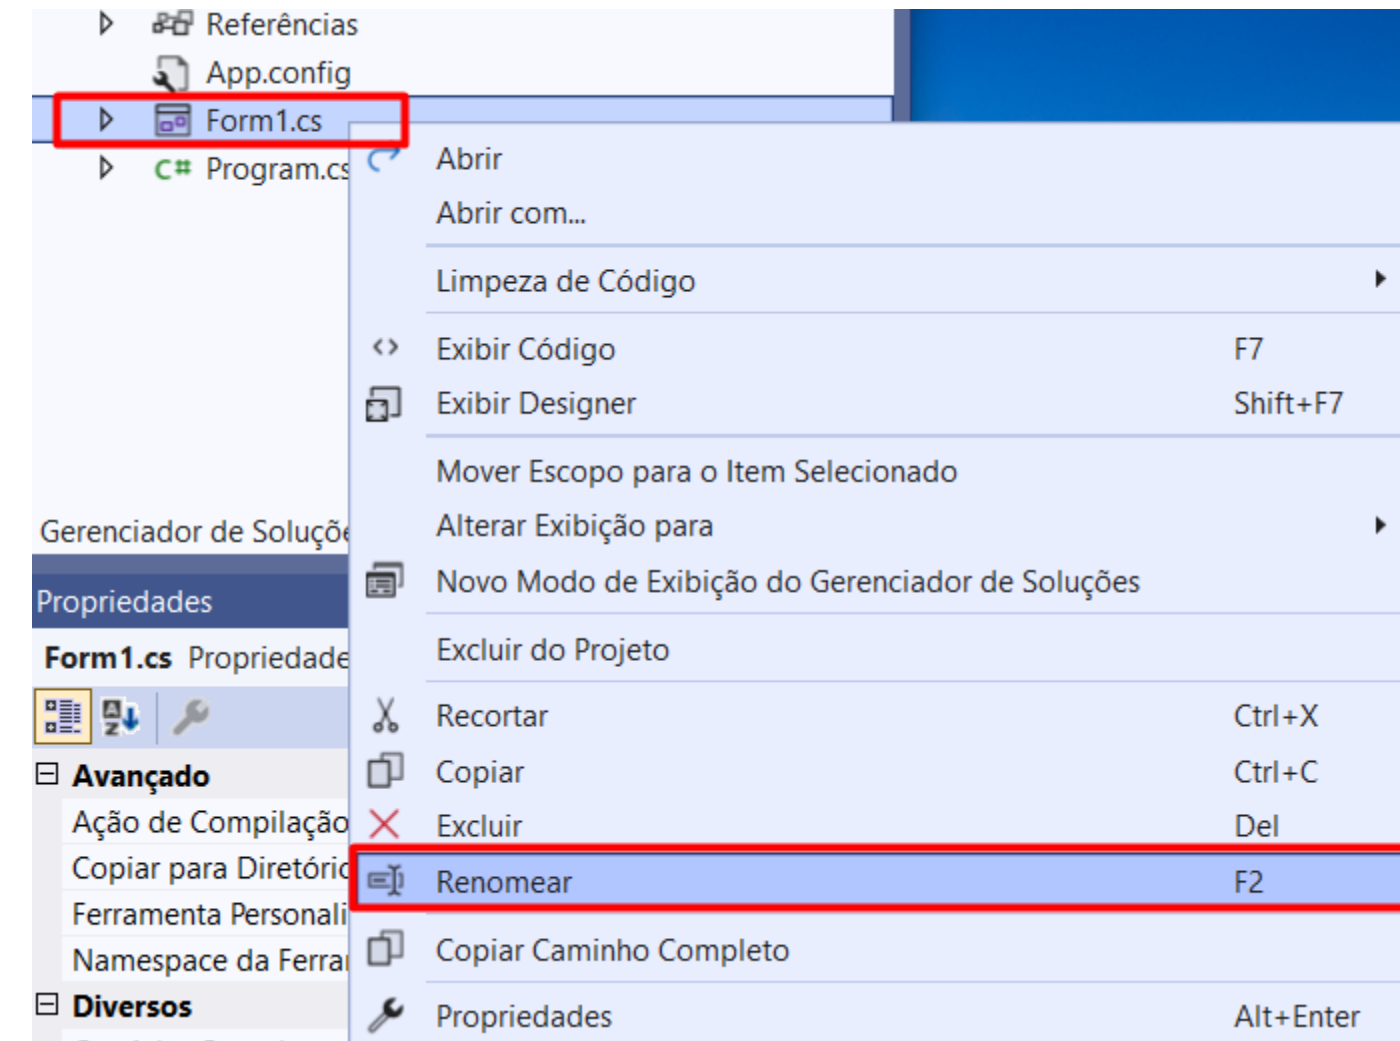 Referências
App.config
Form1.cs
C# Program.cs
Abrir
Abrir com...
Limpeza de Código
Exibir Código F7
Exibir Designer Shift+F7
Mover Escopo para o Item Selecionado
Alterar Exibição para
Novo Modo de Exibição do Gerenciador de Soluções
Excluir do Projeto
Recortar Ctrl+X
Copiar Ctrl+C
Excluir Del
Renomear F2
Copiar Caminho Completo
Propriedades Alt+Enter
Gerenciador de Soluçõe
Propriedades
Form1.cs Propriedade
Avançado
Ação de Compilação
Copiar para Diretóric
Ferramenta Personali
Namespace da Ferrar
Diversos